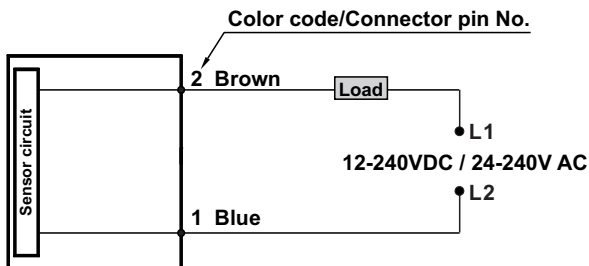 Color code/Connector pin No.
2 Brown
Load
L1
12-240VDC / 24-240V AC
L2
1 Blue
Sensor circuit